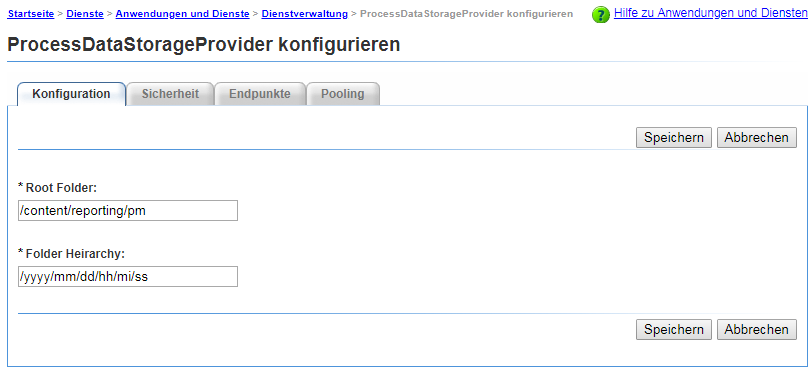 Startseite > Dienste > Anwendungen und Dienste > Dienstverwaltung > ProcessDataStorageProvider konfigurieren ? Hilfe zu Anwendungen und Diensten
ProcessDataStorageProvider konfigurieren
Konfiguration Sicherheit Endpunkte Pooling
Speichern Abbrechen
* Root Folder:
/content/reporting/pm
* Folder Heirarchy:
/yyyy/mm/dd/hh/mi/ss
Speichern Abbrechen